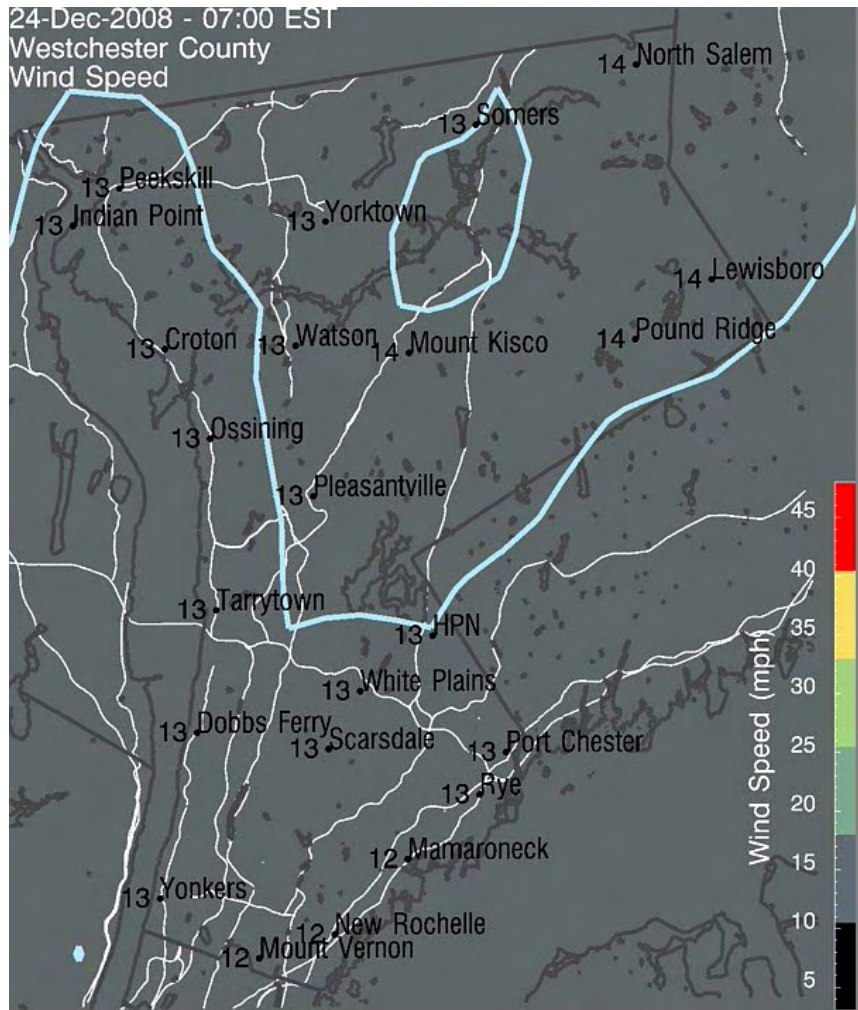 24-Dec-2008 - 07:00 EST
Westchester County
Wind Speed
14 North Salem
13 Somers
13 Peekskill
13 Indian Point
13 Yorktown
14 Lewisboro
13 Croton
13 Watson
14 Mount Kisco
14 Pound Ridge
13 Ossining
13 Pleasantville
13 Tarrytown
13 HPN
13 White Plains
13 Dobbs Ferry
13 Scarsdale
13 Port Chester
13 Rye
12 Mamaroneck
13 Yonkers
12 New Rochelle
12 Mount Vernon
Wind Speed (mph)
45
40
35
30
25
20
15
10
5